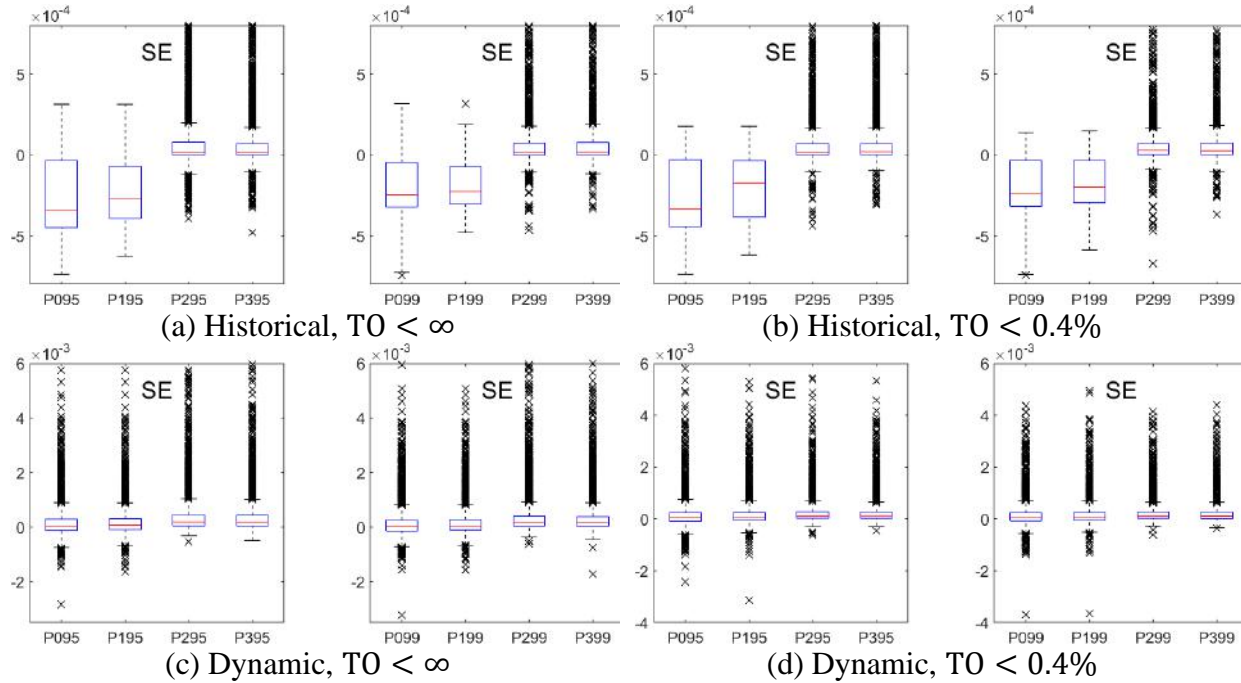 ×10⁻⁴ ×10⁻⁴ ×10⁻⁴ ×10⁻⁴
SE SE SE SE
5 5 5 5
0 0 0 0
-5 -5 -5 -5
P095 P195 P295 P395 P099 P199 P299 P399 P095 P195 P295 P395 P099 P199 P299 P399
(a) Historical, TO < ∞ (b) Historical, TO < 0.4%
×10⁻³ ×10⁻³ ×10⁻³ ×10⁻³
6 6 6 6
SE SE SE SE
4 4 4 4
2 2 2 2
0 0 0 0
-2 -2 -2 -2
-4 -4
P095 P195 P295 P395 P099 P199 P299 P399 P095 P195 P295 P395 P099 P199 P299 P399
(c) Dynamic, TO < ∞ (d) Dynamic, TO < 0.4%